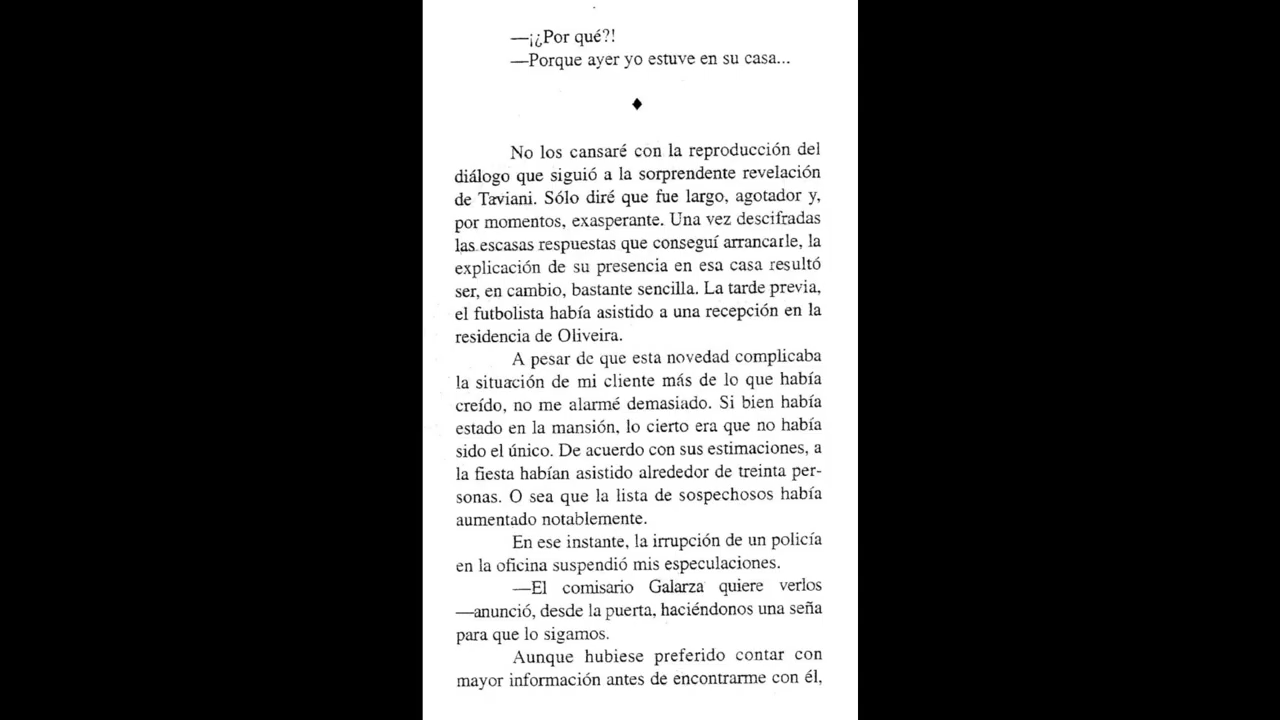 —¡¿Por qué?!
—Porque ayer yo estuve en su casa...
No los cansaré con la reproducción del
diálogo que siguió a la sorprendente revelación
de Taviani. Sólo diré que fue largo, agotador y,
por momentos, exasperante. Una vez descifradas
las escasas respuestas que conseguí arrancarle, la
explicación de su presencia en esa casa resultó
ser, en cambio, bastante sencilla. La tarde previa,
el futbolista había asistido a una recepción en la
residencia de Oliveira.
A pesar de que esta novedad complicaba
la situación de mi cliente más de lo que había
creído, no me alarmé demasiado. Si bien había
estado en la mansión, lo cierto era que no había
sido el único. De acuerdo con sus estimaciones, a
la fiesta habían asistido alrededor de treinta per-
sonas. O sea que la lista de sospechosos había
aumentado notablemente.
En ese instante, la irrupción de un policía
en la oficina suspendió mis especulaciones.
—El comisario Galarza quiere verlos
—anunció, desde la puerta, haciéndonos una seña
para que lo sigamos.
Aunque hubiese preferido contar con
mayor información antes de encontrarme con él,